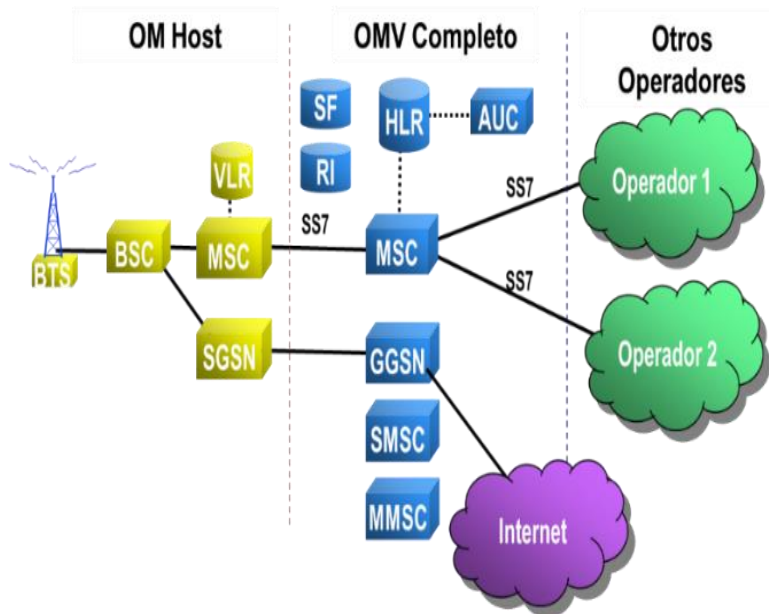 OM Host
OMV Completo
Otros
Operadores
SF
HLR
AUC
VLR
RI
SS7
Operador 1
BTS
BSC
MSC
SS7
MSC
SS7
Operador 2
SGSN
GGSN
SMSC
MMSC
Internet